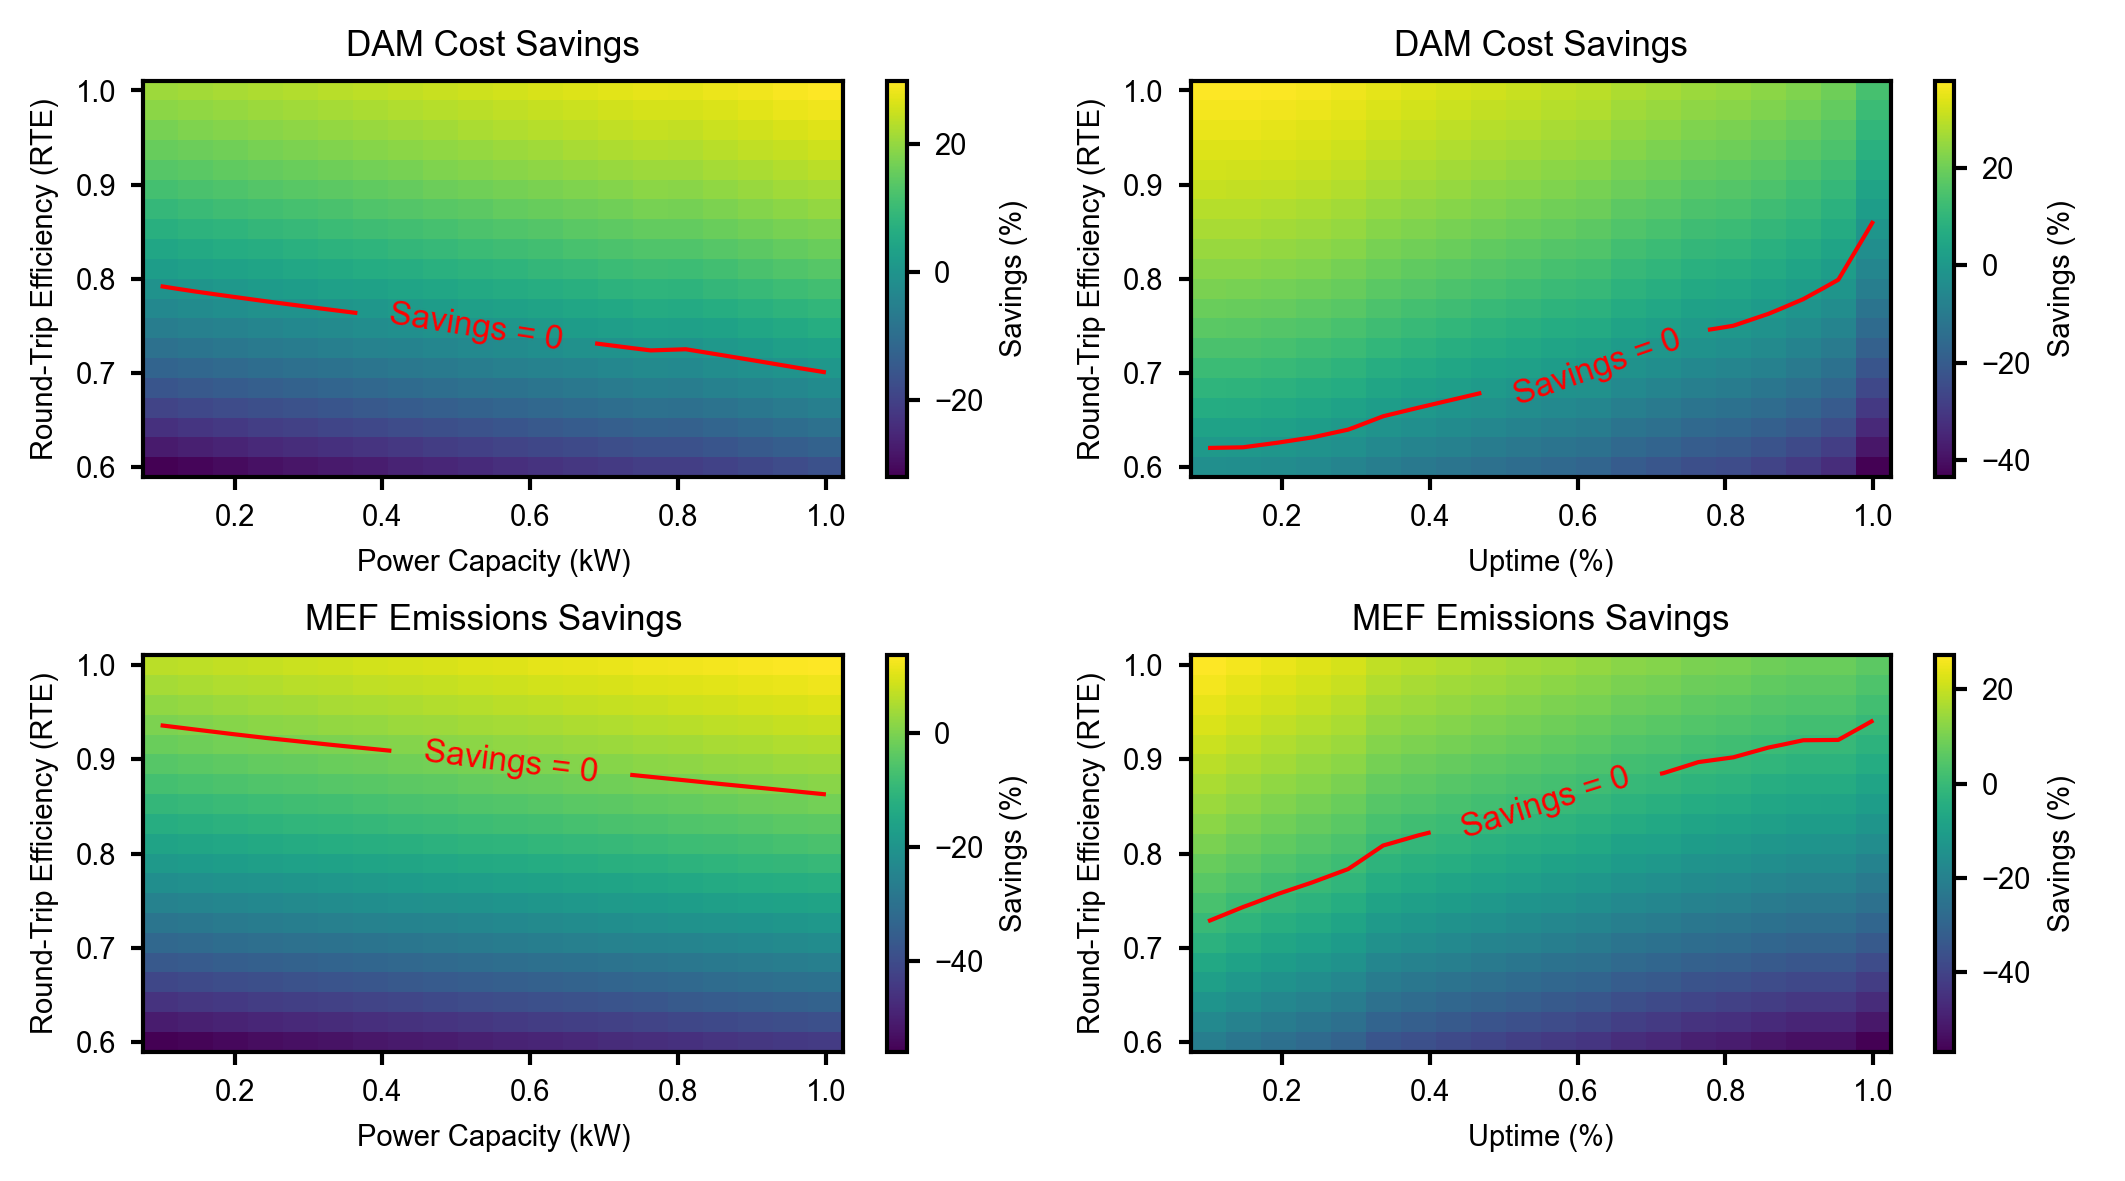 DAM Cost Savings
Round-Trip Efficiency (RTE)
1.0
0.9
0.8
0.7
0.6
Savings = 0
0.2 0.4 0.6 0.8 1.0
Power Capacity (kW)
20
0
−20
Savings (%)
DAM Cost Savings
Round-Trip Efficiency (RTE)
1.0
0.9
0.8
0.7
0.6
Savings = 0
0.2 0.4 0.6 0.8 1.0
Uptime (%)
20
0
−20
−40
Savings (%)
MEF Emissions Savings
Round-Trip Efficiency (RTE)
1.0
0.9
0.8
0.7
0.6
Savings = 0
0.2 0.4 0.6 0.8 1.0
Power Capacity (kW)
0
−20
−40
Savings (%)
MEF Emissions Savings
Round-Trip Efficiency (RTE)
1.0
0.9
0.8
0.7
0.6
Savings = 0
0.2 0.4 0.6 0.8 1.0
Uptime (%)
20
0
−20
−40
Savings (%)